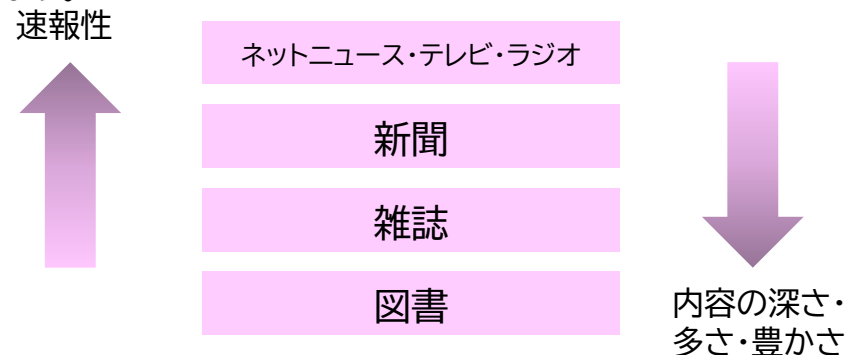 速報性
ネットニュース・テレビ・ラジオ
新聞
雑誌
図書
内容の深さ・
多さ・豊かさ